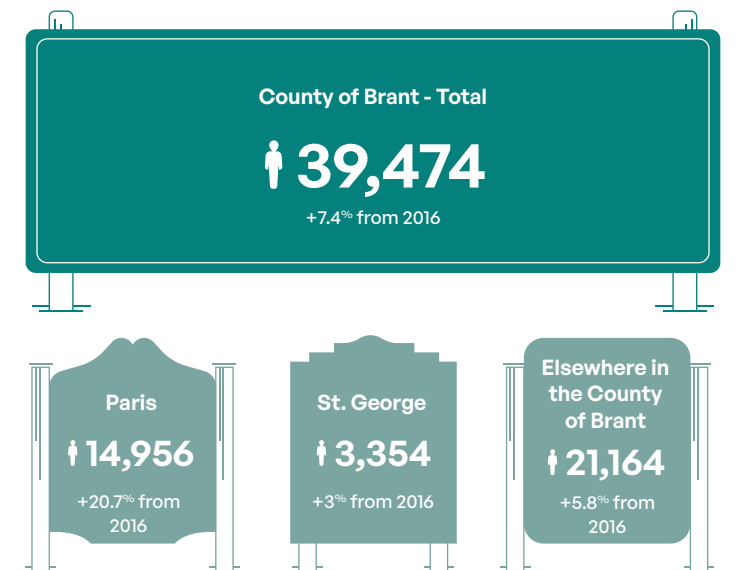 County of Brant - Total
39,474
+7.4% from 2016
Paris
14,956
+20.7% from
2016
St. George
3,354
+3% from 2016
Elsewhere in
the County
of Brant
21,164
+5.8% from
2016